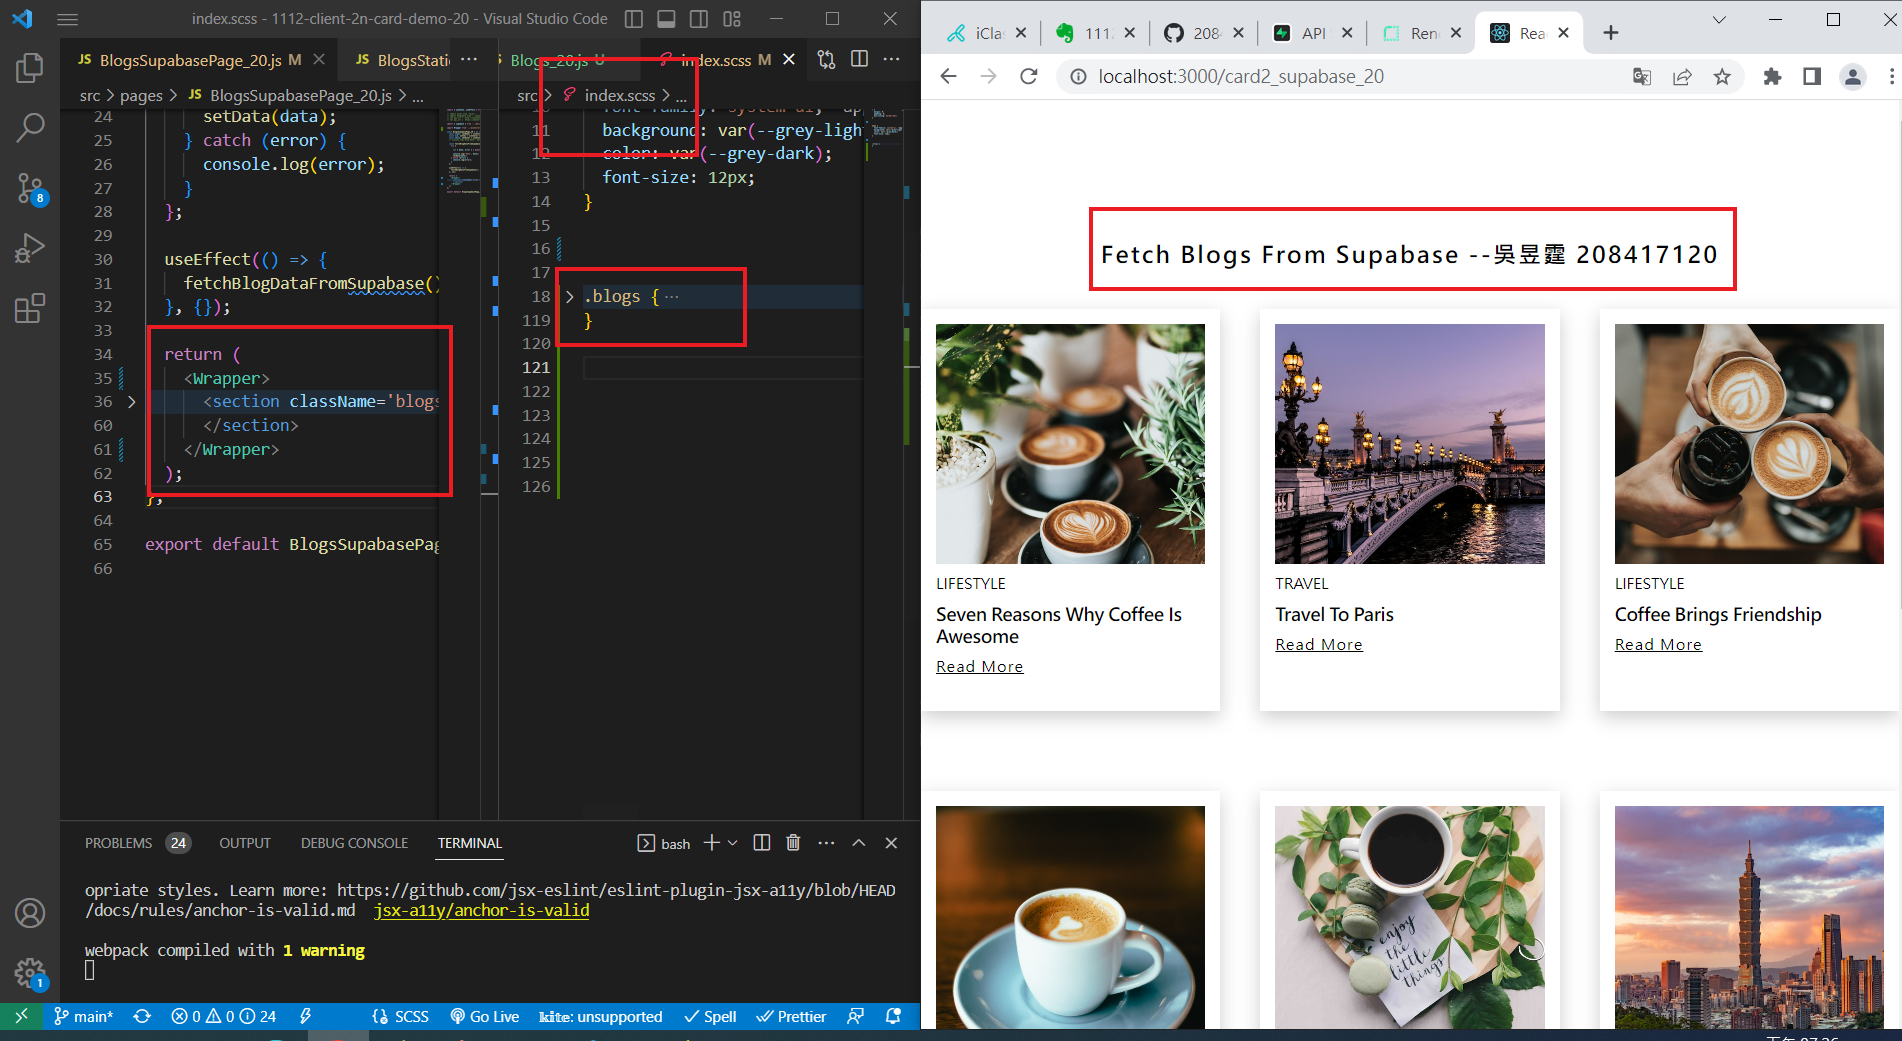 index.scss - 1112-client-2n-card-demo-20 - Visual Studio Code
JS BlogsSupabasePage_20.js M
JS BlogsStati
Blogs_20.js U
index.scss M
src > pages > JS BlogsSupabasePage_20.js > ...
24 setData(data);
25 } catch (error) {
26 console.log(error);
27 }
28 };
29
30 useEffect(() => {
31 fetchBlogDataFromSupabase()
32 }, {});
33
34 return (
35 <Wrapper>
36 <section className='blogs
60 </section>
61 </Wrapper>
62 );
63 };
64
65 export default BlogsSupabasePag
66
src > index.scss > ...
11 background: var(--grey-ligh
12 color: var(--grey-dark);
13 font-size: 12px;
14 }
15
16
17
18 .blogs { ...
119 }
120
121
122
123
124
125
126
PROBLEMS 24 OUTPUT DEBUG CONSOLE TERMINAL
bash
opriate styles. Learn more: https://github.com/jsx-eslint/eslint-plugin-jsx-a11y/blob/HEAD
/docs/rules/anchor-is-valid.md jsx-a11y/anchor-is-valid
webpack compiled with 1 warning
8
1
main* 0 0 24 SCSS Go Live kite: unsupported Spell Prettier
iClas 1112 208 API Ren Rea
localhost:3000/card2_supabase_20
Fetch Blogs From Supabase --吳昱霆 208417120
LIFESTYLE
Seven Reasons Why Coffee Is
Awesome
Read More
TRAVEL
Travel To Paris
Read More
LIFESTYLE
Coffee Brings Friendship
Read More
enjoy
the
little
things